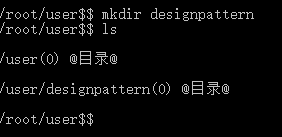 /root/user$$ mkdir designpattern
/root/user$$ ls
/user(0) @目录@
/user/designpattern(0) @目录@
/root/user$$